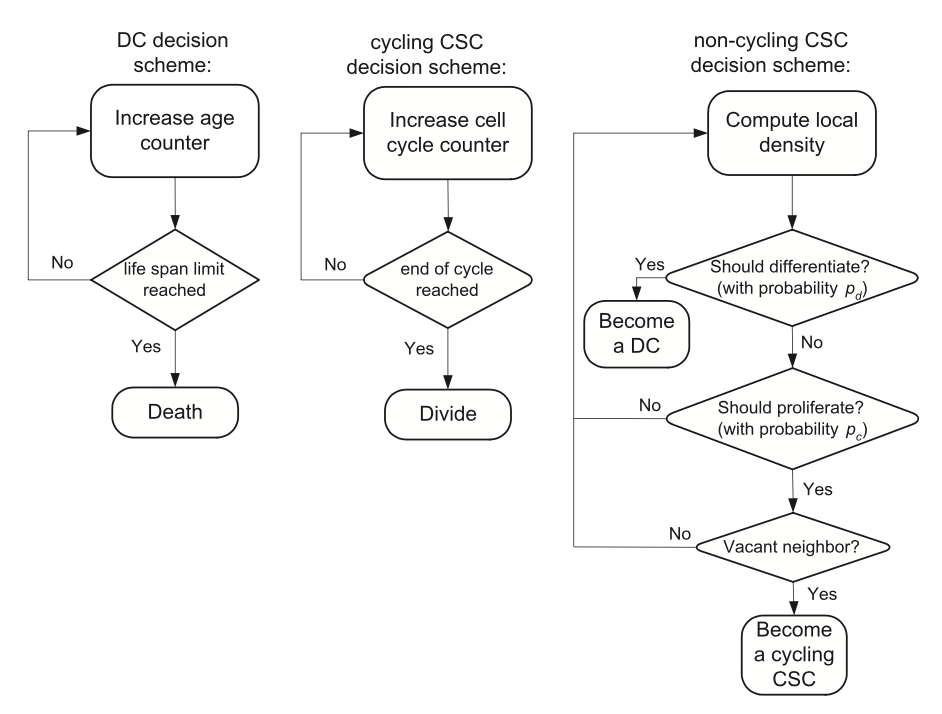 DC decision
scheme:
Increase age
counter
No
life span limit
reached
Yes
Death
cycling CSC
decision scheme:
Increase cell
cycle counter
No
end of cycle
reached
Yes
Divide
non-cycling CSC
decision scheme:
Compute local
density
Yes
Should differentiate?
(with probability p_d)
Become
a DC
No
No
Should proliferate?
(with probability p_c)
Yes
No
Vacant neighbor?
Yes
Become
a cycling
CSC